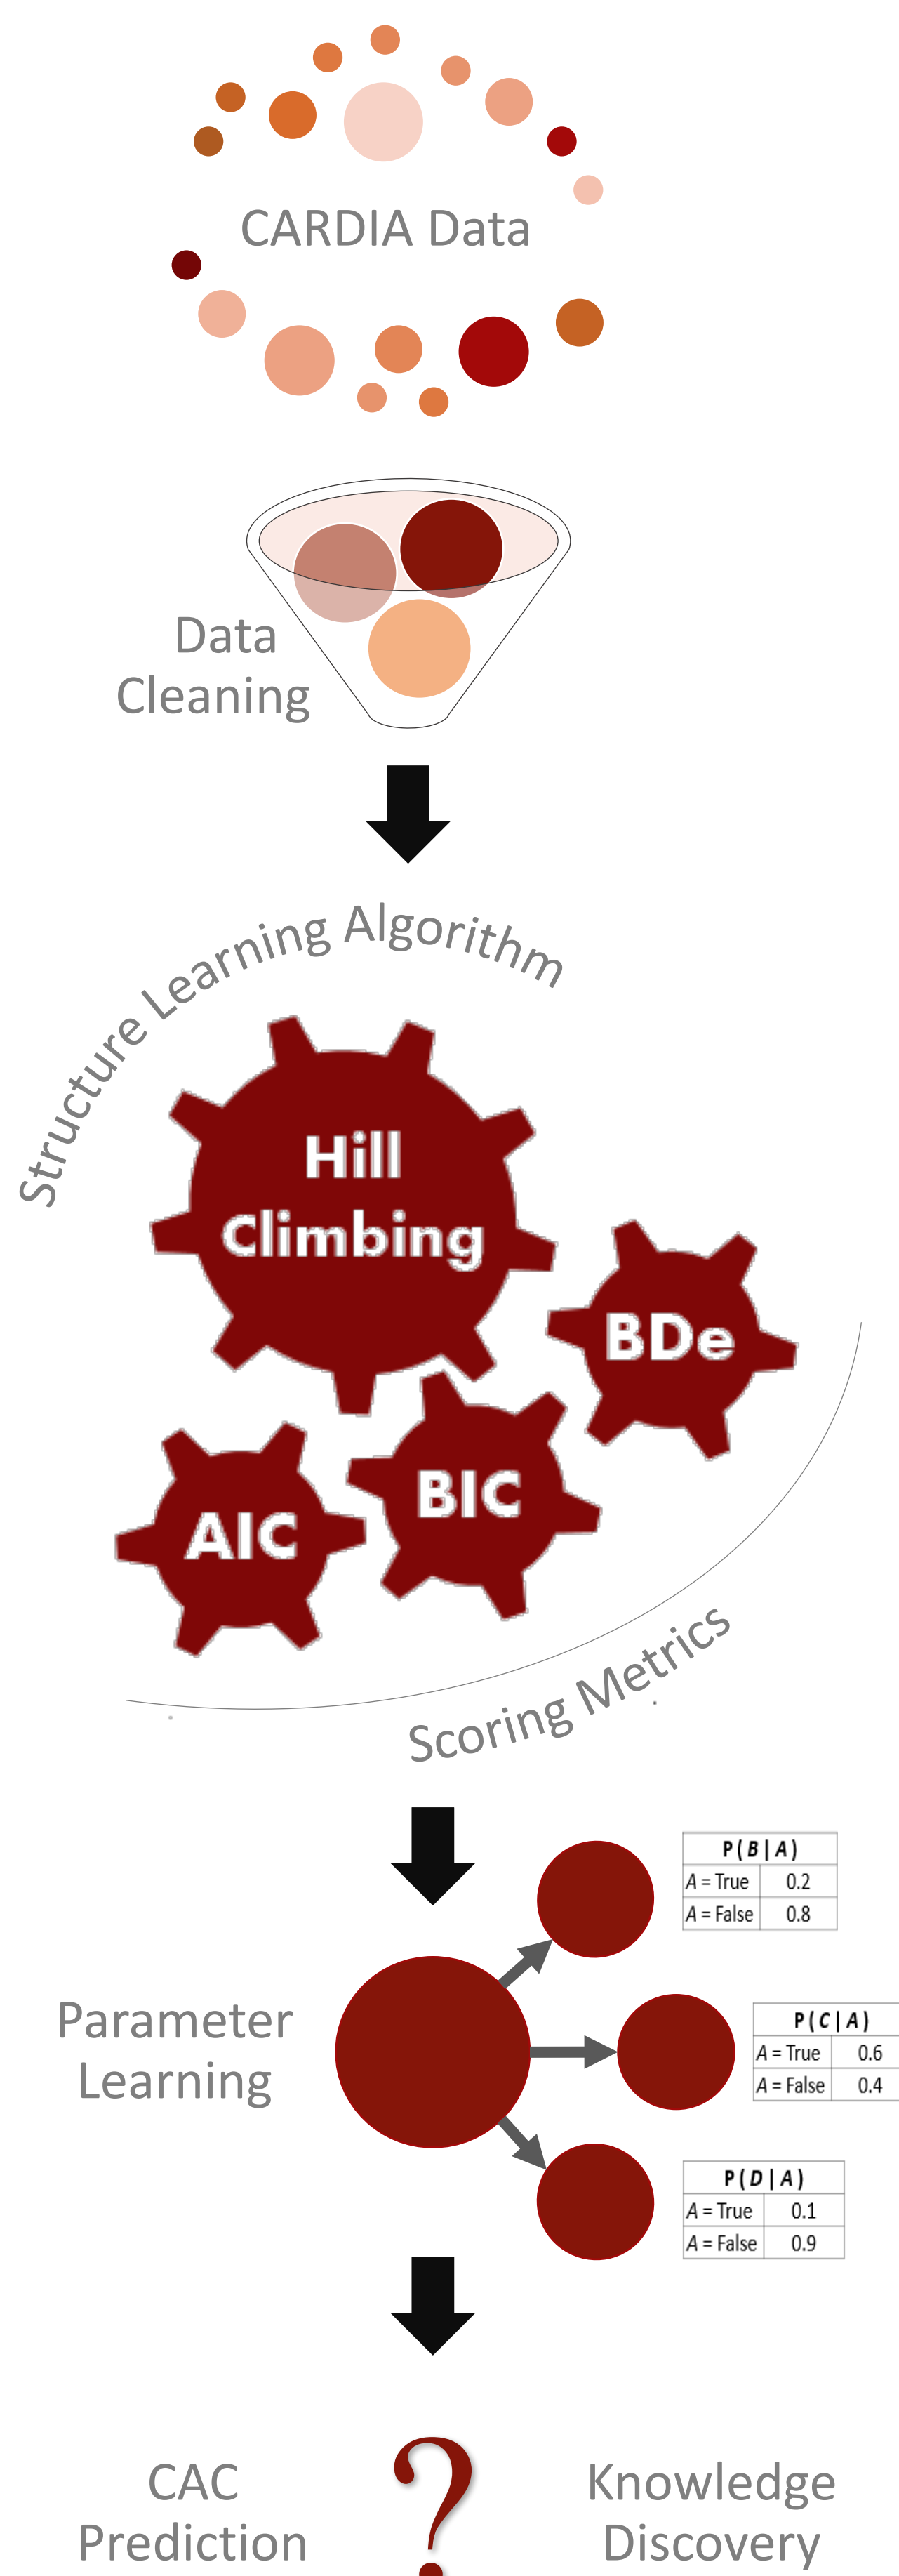 CARDIA Data
Data
Cleaning
Structure Learning Algorithm
Hill
Climbing
BDe
BIC
AIC
Scoring Metrics
P(B | A)
A = True 0.2
A = False 0.8
Parameter
Learning
P(C | A)
A = True 0.6
A = False 0.4
P(D | A)
A = True 0.1
A = False 0.9
CAC
Prediction
?
Knowledge
Discovery